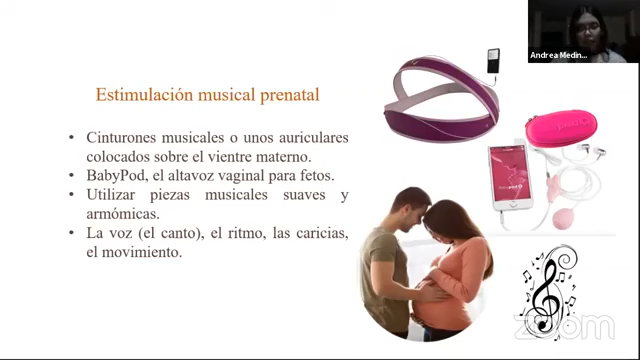 Andrea Medin...
Estimulación musical prenatal
• Cinturones musicales o unos auriculares
colocados sobre el vientre materno.
• BabyPod, el altavoz vaginal para fetos.
• Utilizar piezas musicales suaves y
armómicas.
• La voz (el canto), el ritmo, las caricias,
el movimiento.
zoom